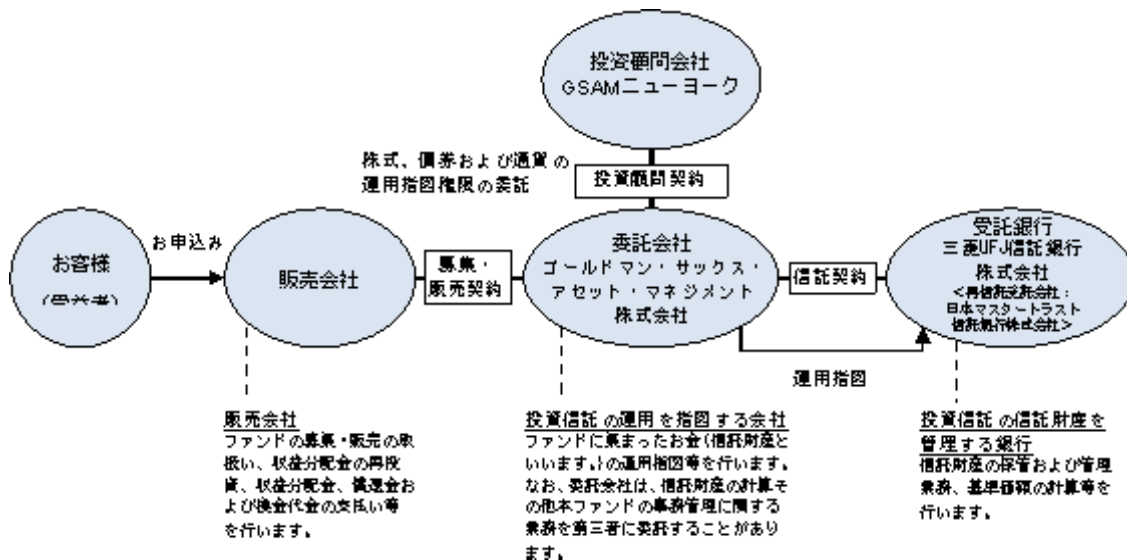 投資顧問会社
GSAMニューヨーク
株式、債券および通貨の
運用指図権限の委託
投資顧問契約
お客様
(受益者)
お申込み
販売会社
募集・
販売契約
委託会社
ゴールドマン・サックス・
アセット・マネジメント
株式会社
信託契約
受託銀行
三菱UFJ信託銀行
株式会社
<再信託受託会社:
日本マスタートラスト
信託銀行株式会社>
運用指図
販売会社
ファンドの募集・販売の取
扱い、収益分配金の再投
資、収益分配金、償還金お
よび換金代金の支払い等
を行います。
投資信託の運用を指図する会社
ファンドに集まったお金(信託財産と
いいます。)の運用指図等を行います。
なお、委託会社は、信託財産の計算そ
の他本ファンドの事務管理に関する
業務を第三者に委託することがあり
ます。
投資信託の信託財産を
管理する銀行
信託財産の保管および管理
業務、基準価額の計算等を
行います。